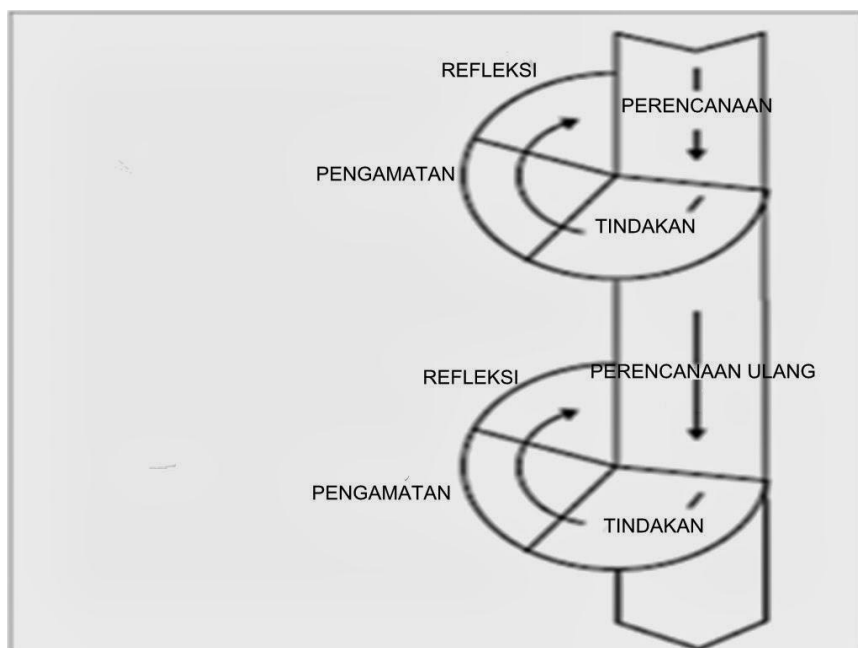 REFLEKSI
PERENCANAAN
PENGAMATAN
TINDAKAN
REFLEKSI
PERENCANAAN ULANG
PENGAMATAN
TINDAKAN